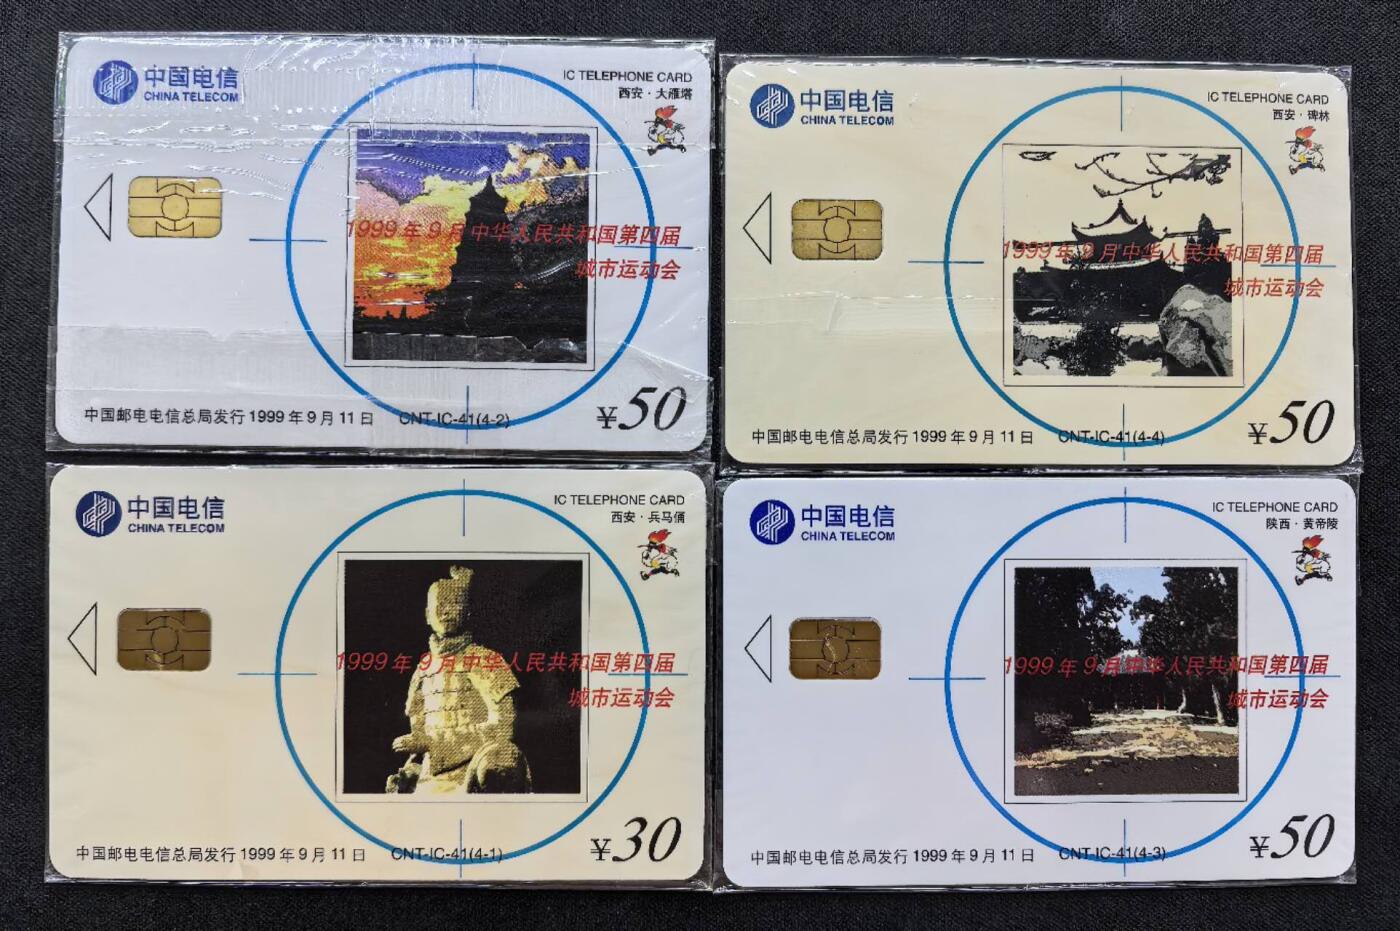 中国电信
CHINA TELECOM
IC TELEPHONE CARD
西安·大雁塔
1999年9月中华人民共和国第四届
城市运动会
中国邮电电信总局发行1999年9月11日 CNT-IC-41(4-2)
¥50
中国电信
CHINA TELECOM
IC TELEPHONE CARD
西安·碑林
1999年9月中华人民共和国第四届
城市运动会
中国邮电电信总局发行1999年9月11日 CNT-IC-41(4-4)
¥50
中国电信
CHINA TELECOM
IC TELEPHONE CARD
西安·兵马俑
1999年9月中华人民共和国第四届
城市运动会
中国邮电电信总局发行1999年9月11日 CNT-IC-41(4-1)
¥30
中国电信
CHINA TELECOM
IC TELEPHONE CARD
陕西·黄帝陵
1999年9月中华人民共和国第四届
城市运动会
中国邮电电信总局发行1999年9月11日 CNT-IC-41(4-3)
¥50